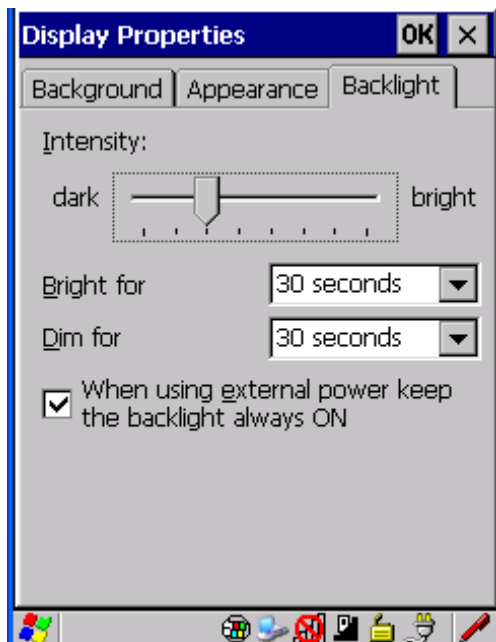 Display Properties OK ×
Background Appearance Backlight
Intensity:
dark bright
Bright for 30 seconds
Dim for 30 seconds
When using external power keep
the backlight always ON